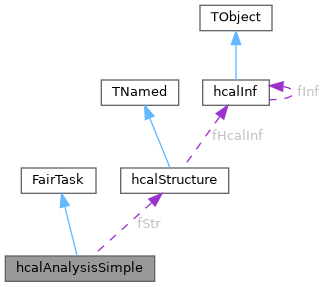 TObject
TNamed
hcalInf
fInf
fHcalInf
FairTask
hcalStructure
fStr
hcalAnalysisSimple